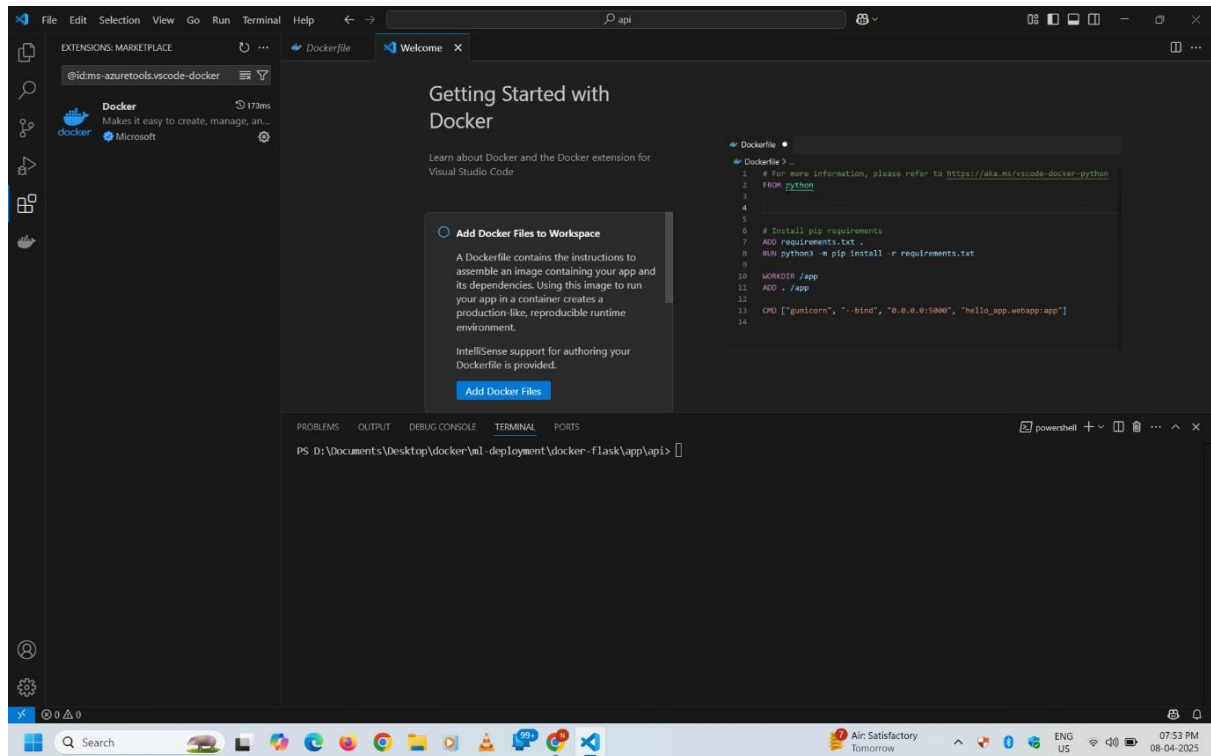 File Edit Selection View Go Run Terminal Help
api
EXTENSIONS: MARKETPLACE
@id:ms-azuretools.vscode-docker
docker
Docker
173ms
Makes it easy to create, manage, an...
Microsoft
Dockerfile
Welcome
Getting Started with
Docker
Learn about Docker and the Docker extension for
Visual Studio Code
Add Docker Files to Workspace
A Dockerfile contains the instructions to
assemble an image containing your app and
its dependencies. Using this image to run
your app in a container creates a
production-like, reproducible runtime
environment.
IntelliSense support for authoring your
Dockerfile is provided.
Add Docker Files
Dockerfile
Dockerfile > ...
1 # For more information, please refer to https://aka.ms/vscode-docker-python
2 FROM python
3
4
5
6 # Install pip requirements
7 ADD requirements.txt .
8 RUN python3 -m pip install -r requirements.txt
9
10 WORKDIR /app
11 ADD . /app
12
13 CMD ["gunicorn", "--bind", "0.0.0.0:5000", "hello_app.webapp:app"]
14
PROBLEMS OUTPUT DEBUG CONSOLE TERMINAL PORTS
powershell
PS D:\Documents\Desktop\docker\ml-deployment\docker-flask\app\api>
0 0
Search
99+
Air: Satisfactory
Tomorrow
ENG
US
07:53 PM
08-04-2025